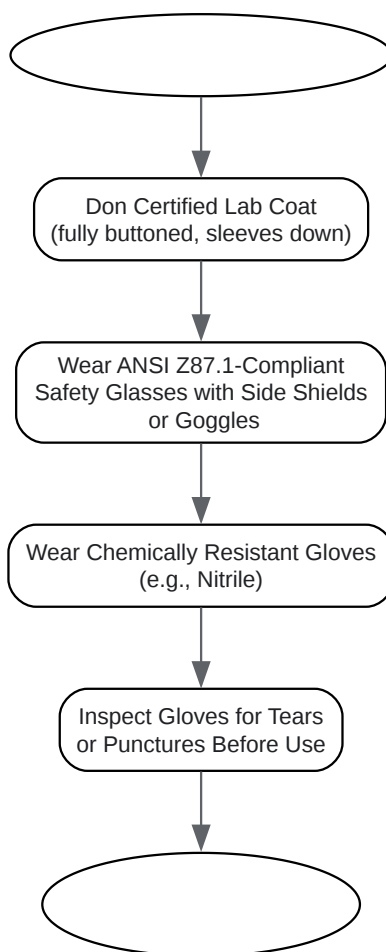 Don Certified Lab Coat
(fully buttoned, sleeves down)
Wear ANSI Z87.1-Compliant
Safety Glasses with Side Shields
or Goggles
Wear Chemically Resistant Gloves
(e.g., Nitrile)
Inspect Gloves for Tears
or Punctures Before Use